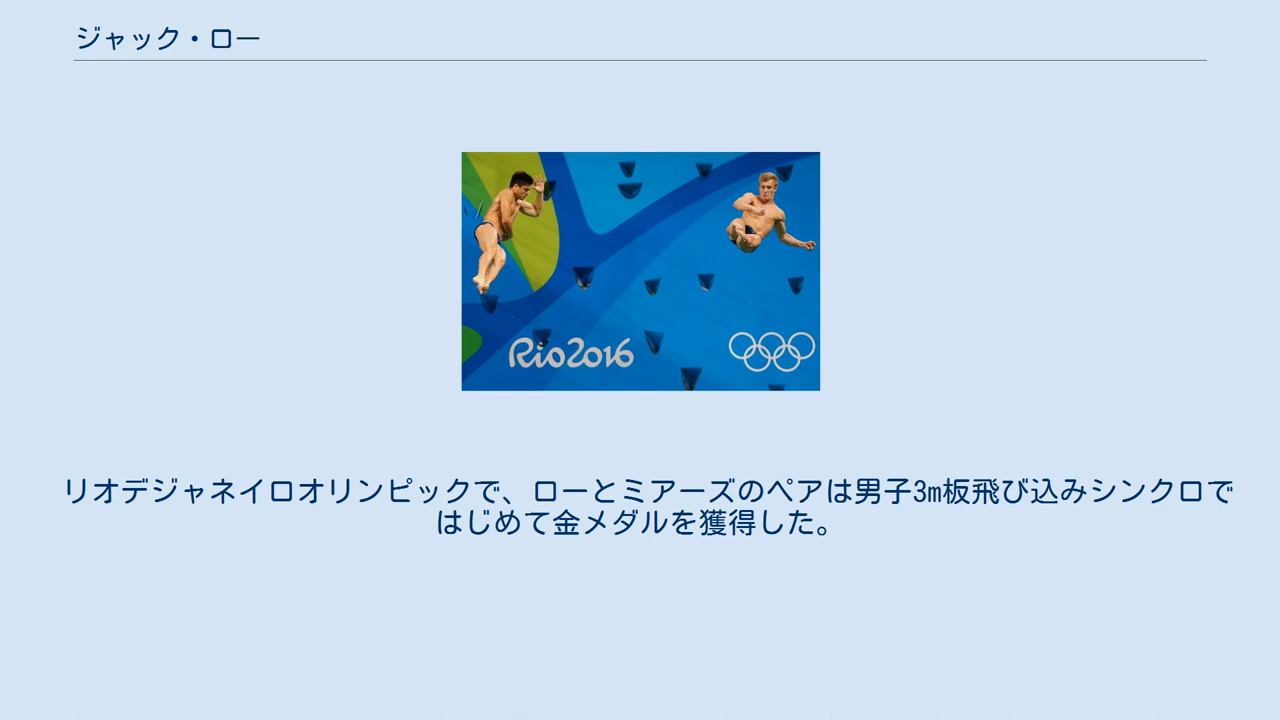 ジャック・ロー
Rio2016
リオデジャネイロオリンピックで、ローとミアーズのペアは男子3m板飛び込みシンクロで
はじめて金メダルを獲得した。